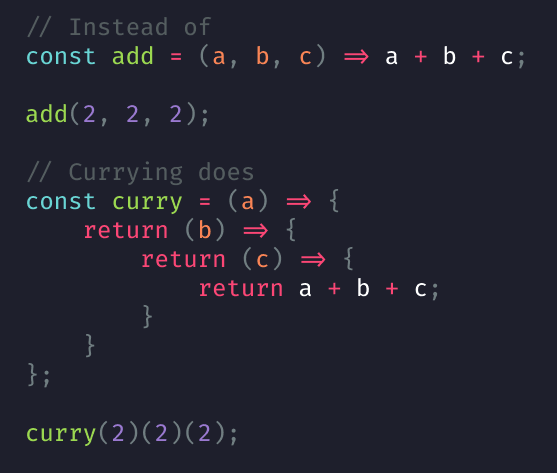 // Instead of
const add = (a, b, c) => a + b + c;
add(2, 2, 2);
// Currying does
const curry = (a) => {
    return (b) => {
        return (c) => {
            return a + b + c;
        }
    }
};
curry(2)(2)(2);